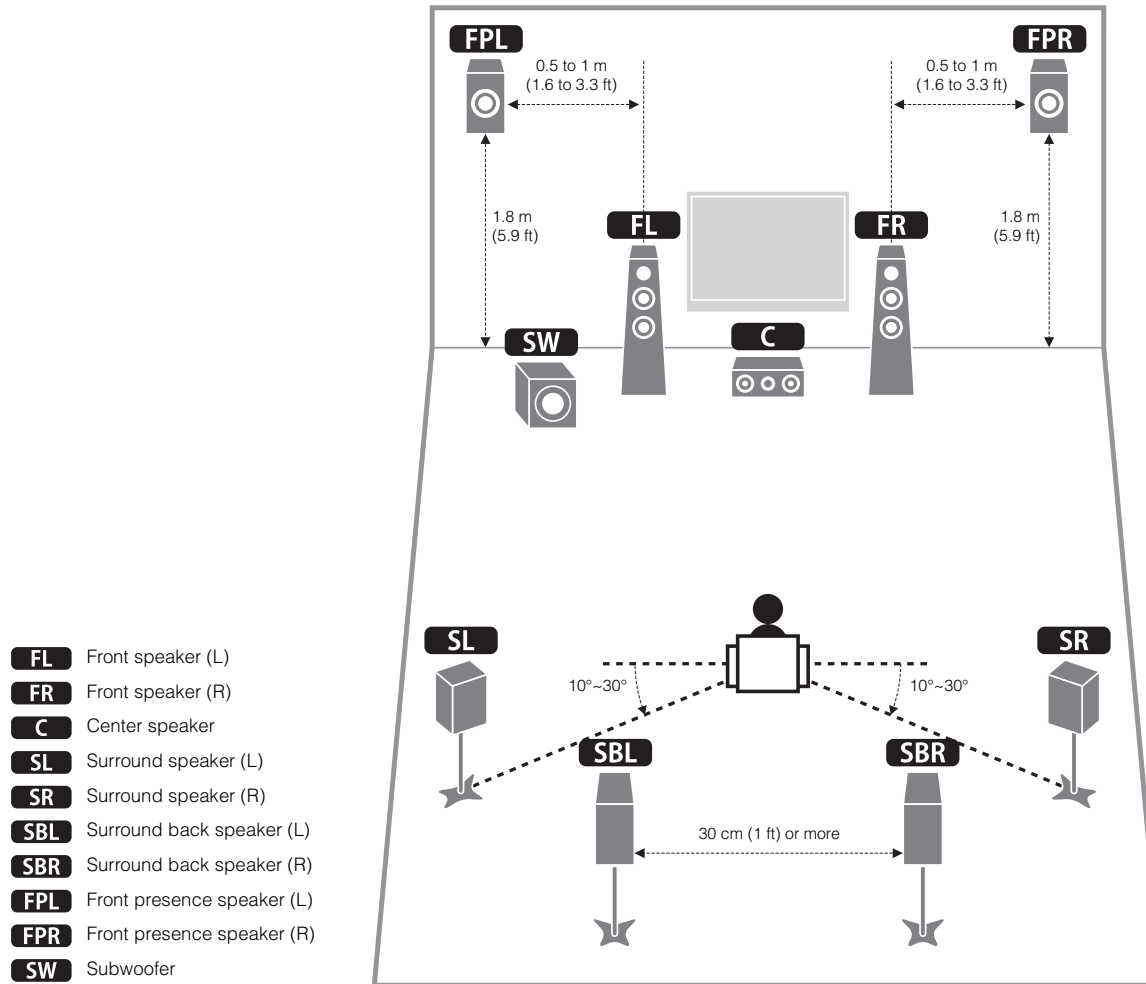 FPL
FPR
0.5 to 1 m
(1.6 to 3.3 ft)
0.5 to 1 m
(1.6 to 3.3 ft)
1.8 m
(5.9 ft)
FL
FR
1.8 m
(5.9 ft)
SW
C
SL
SR
10°~30°
10°~30°
SBL
SBR
30 cm (1 ft) or more
FL Front speaker (L)
FR Front speaker (R)
C Center speaker
SL Surround speaker (L)
SR Surround speaker (R)
SBL Surround back speaker (L)
SBR Surround back speaker (R)
FPL Front presence speaker (L)
FPR Front presence speaker (R)
SW Subwoofer